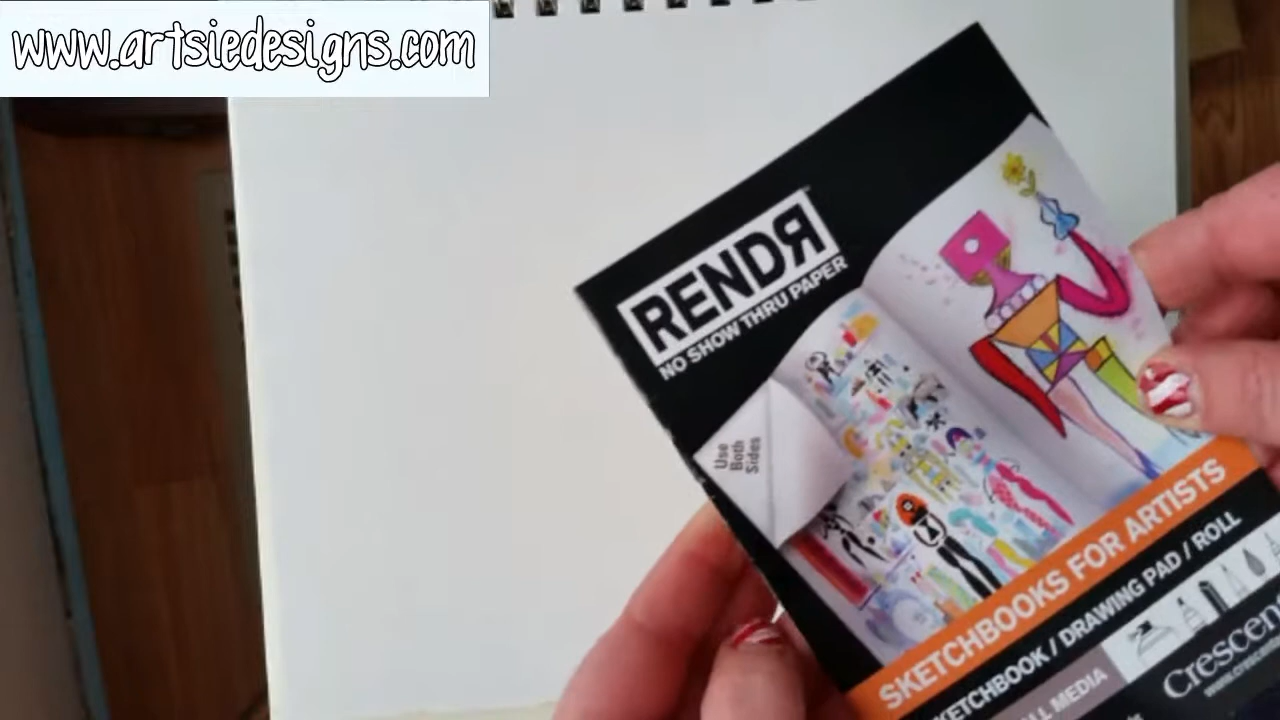 www.artsiedesigns.com
RENDR
NO SHOW THRU PAPER
Use
Both
Sides
SKETCHBOOKS FOR ARTISTS
SKETCHBOOK / DRAWING PAD / ROLL
ALL MEDIA
Crescent